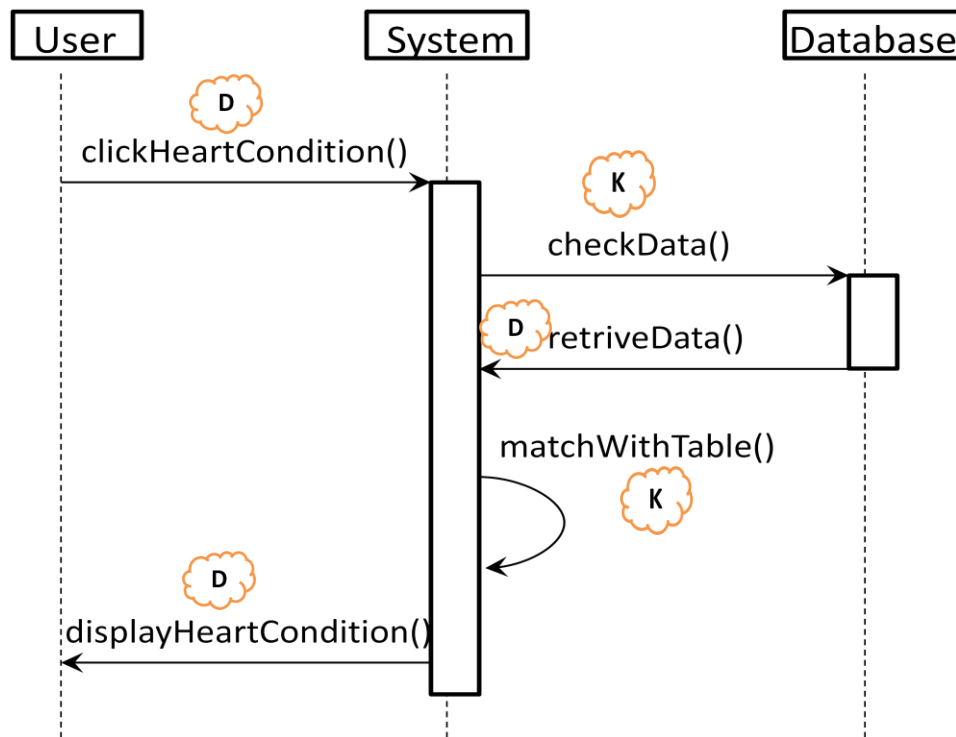 User
System
Database
D
clickHeartCondition()
K
checkData()
D
retriveData()
matchWithTable()
K
D
displayHeartCondition()